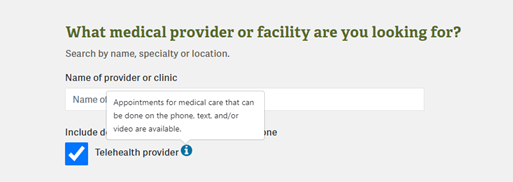 What medical provider or facility are you looking for?
Search by name, specialty or location.
Name of provider or clinic
Name of
Appointments for medical care that can
be done on the phone, text, and/or
video are available.
Include d one
Telehealth provider